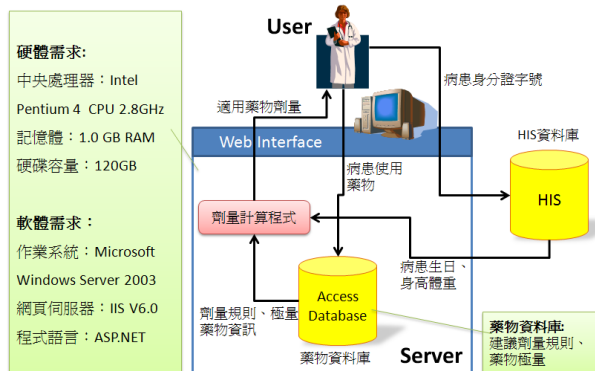 硬體需求:
中央處理器：Intel
Pentium 4 CPU 2.8GHz
記憶體：1.0 GB RAM
硬碟容量：120GB
軟體需求：
作業系統：Microsoft
Windows Server 2003
網頁伺服器：IIS V6.0
程式語言：ASP.NET
User
適用藥物劑量
病患身分證字號
Web Interface
病患使用
藥物
HIS資料庫
HIS
劑量計算程式
病患生日、
身高體重
劑量規則、極量
藥物資訊
Access
Database
藥物資料庫
Server
藥物資料庫:
建議劑量規則、
藥物極量